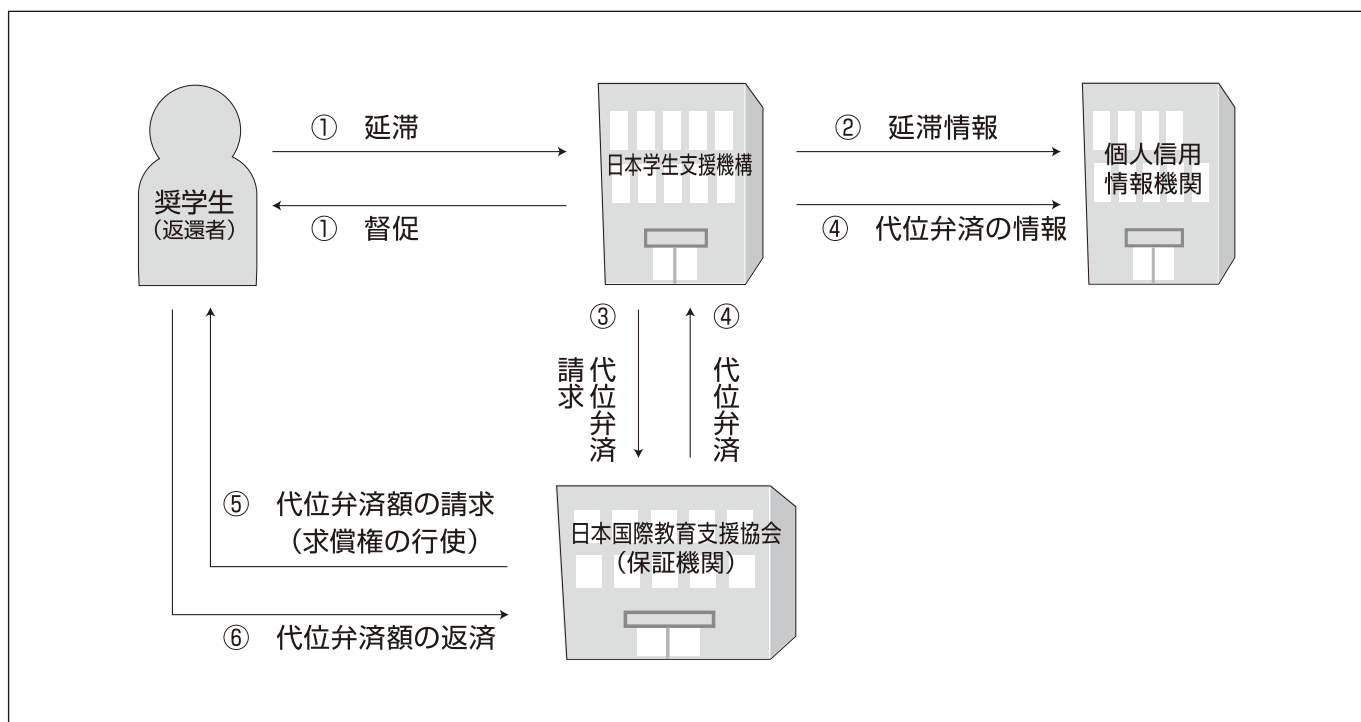 ① 延滞
② 延滞情報
日本学生支援機構
個人信用
情報機関
奨学生
(返還者)
① 督促
④ 代位弁済の情報
③ 代位弁済
請求
④ 代位弁済
⑤ 代位弁済額の請求
(求償権の行使)
日本国際教育支援協会
(保証機関)
⑥ 代位弁済額の返済